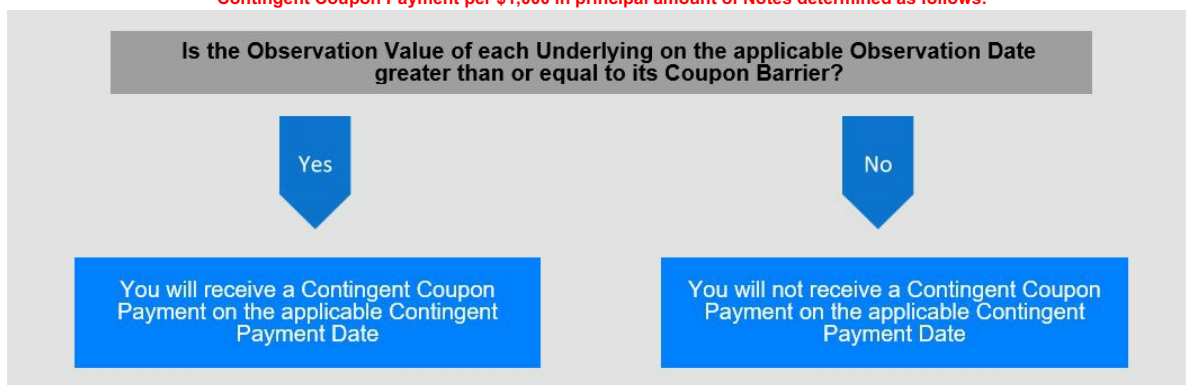 Contingent Coupon Payment per $1,000 in principal amount of Notes determined as follows:
Is the Observation Value of each Underlying on the applicable Observation Date
greater than or equal to its Coupon Barrier?
Yes
No
You will receive a Contingent Coupon
Payment on the applicable Contingent
Payment Date
You will not receive a Contingent Coupon
Payment on the applicable Contingent
Payment Date